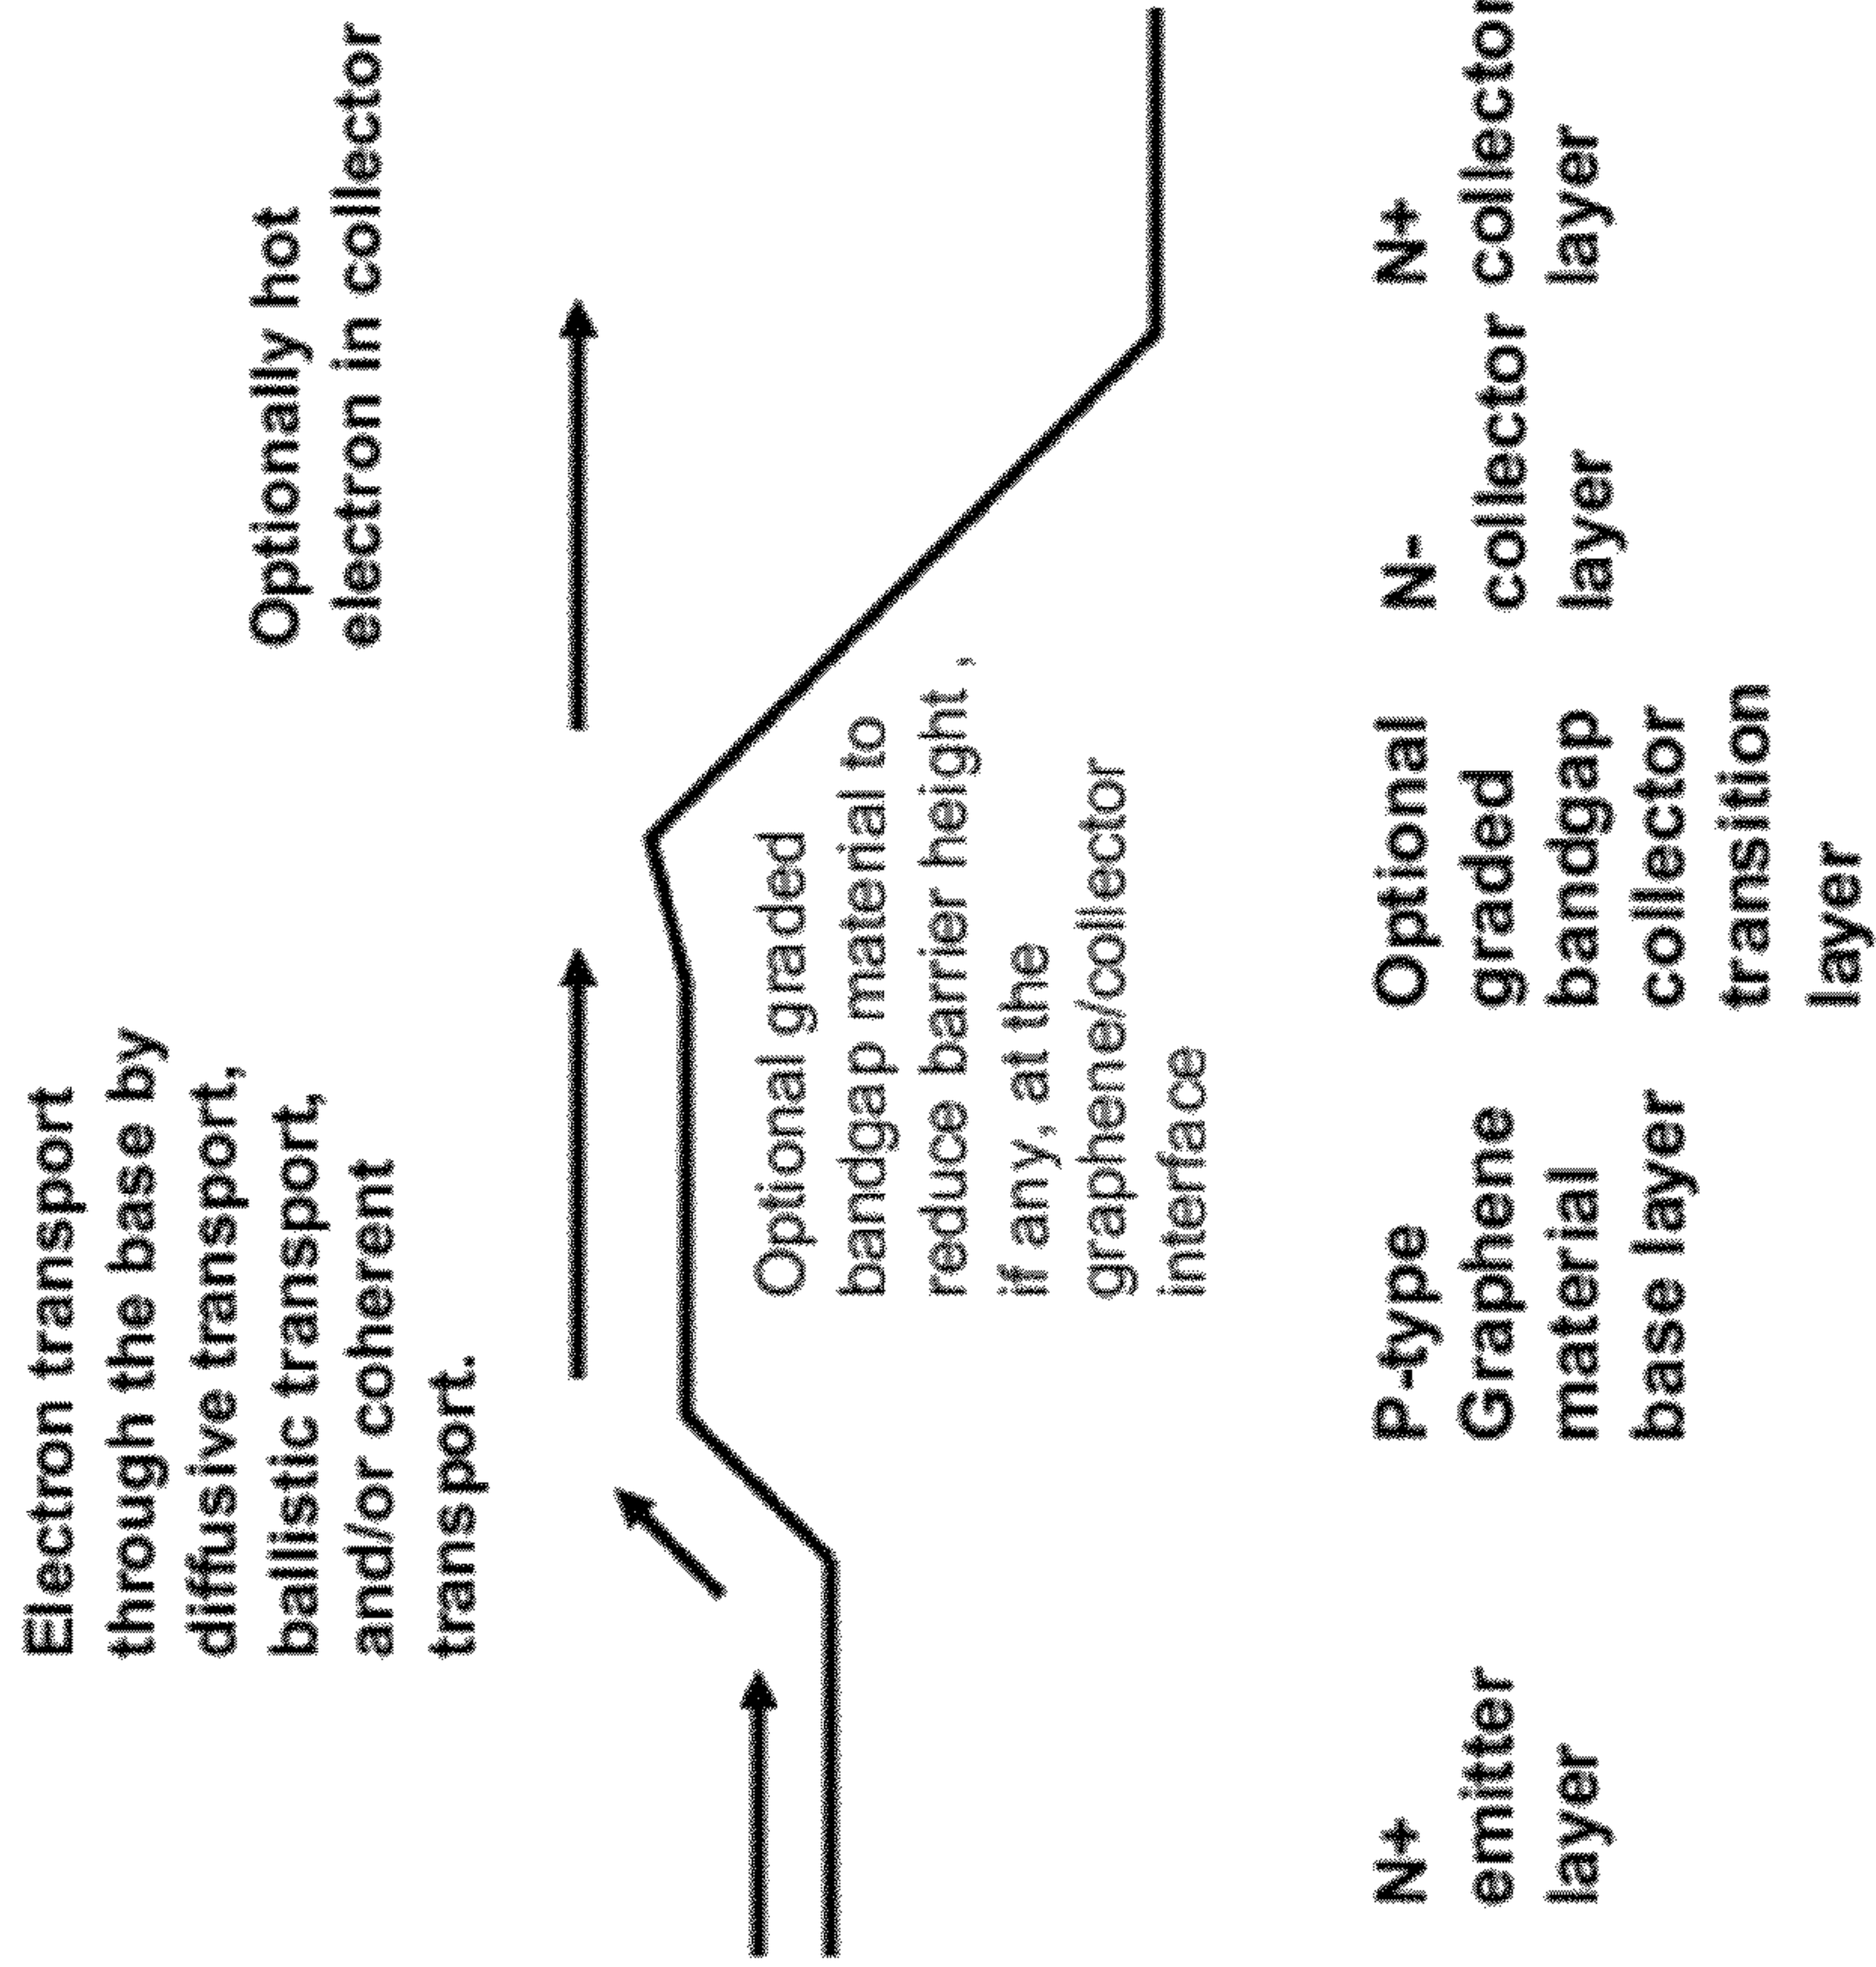 Electron transport
through the base by
diffusive transport,
ballistic transport,
and/or coherent
transport.
Optionally hot
electron in collector
Optional graded
bandgap material to
reduce barrier height ,
if any, at the
graphene/collector
interface
N+
emitter
layer
P-type
Graphene
material
base layer
Optional
graded
bandgap
collector
transition
layer
N-
collector
layer
N+
collector
layer